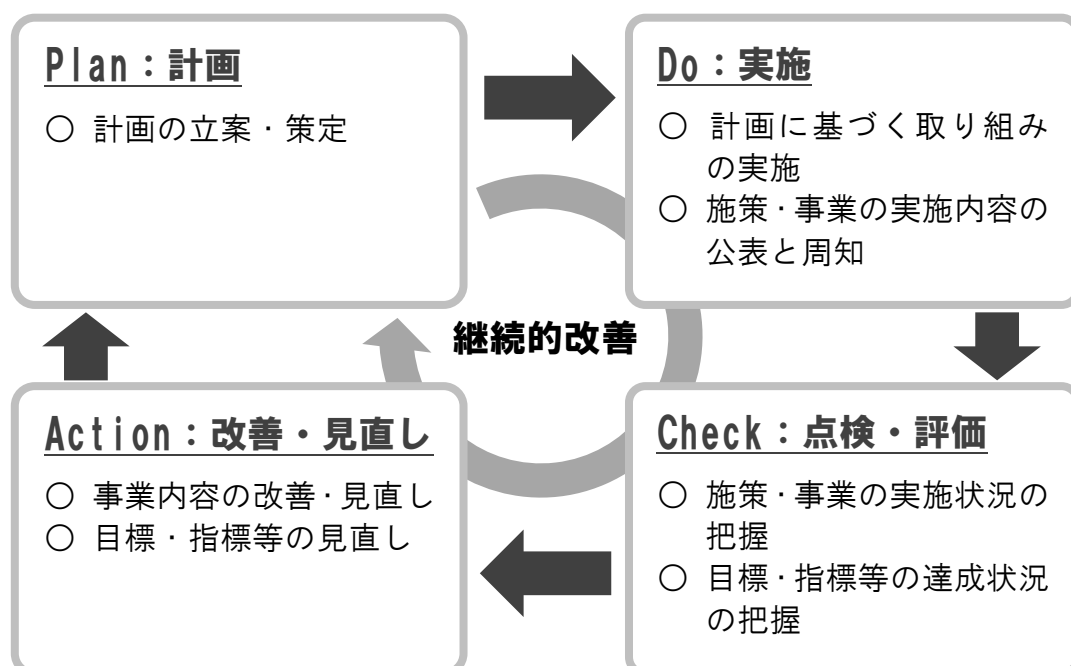 Plan：計画
○ 計画の立案・策定
Do：実施
○ 計画に基づく取り組み
の実施
○ 施策・事業の実施内容の
公表と周知
継続的改善
Action：改善・見直し
○ 事業内容の改善・見直し
○ 目標・指標等の見直し
Check：点検・評価
○ 施策・事業の実施状況の
把握
○ 目標・指標等の達成状況
の把握